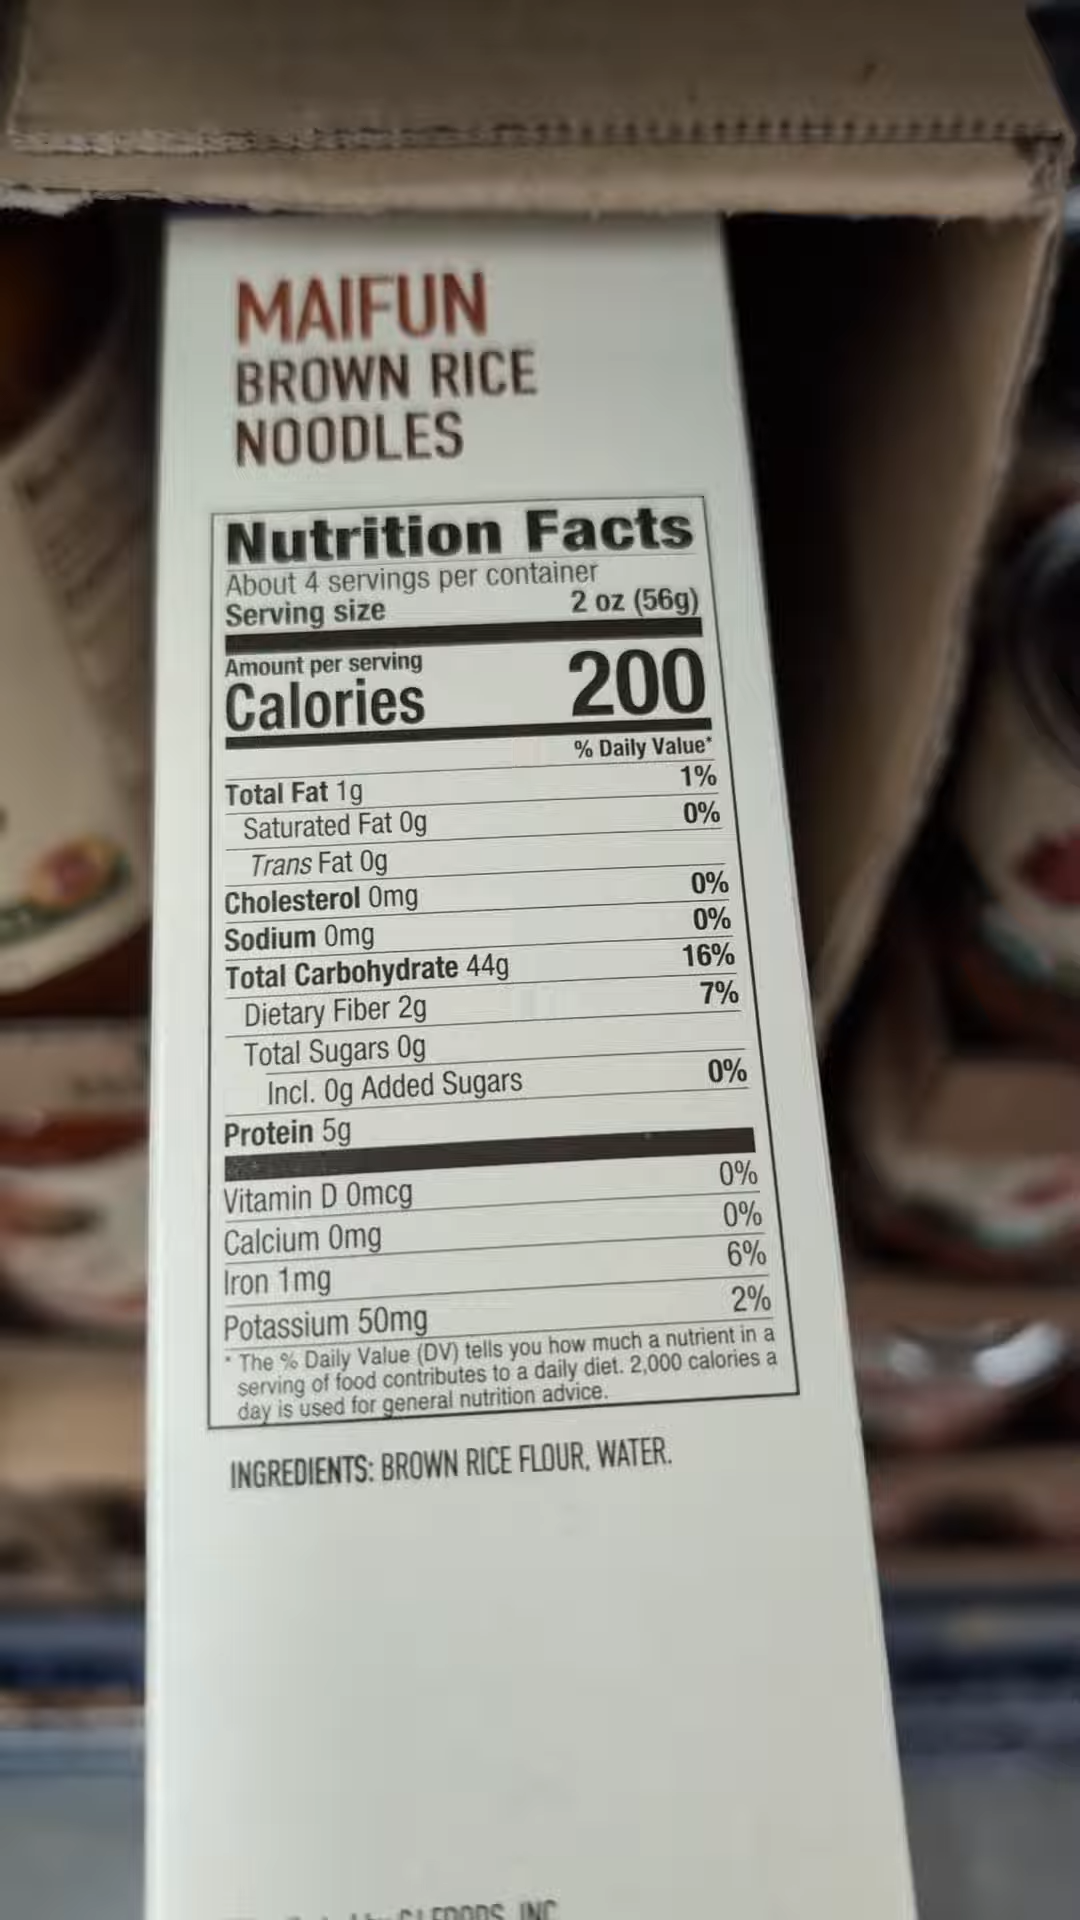 MAIFUN
BROWN RICE
NOODLES
Nutrition Facts
About 4 servings per container
Serving size 2 oz (56g)
Amount per serving
Calories 200
% Daily Value*
Total Fat 1g 1%
Saturated Fat 0g 0%
Trans Fat 0g
Cholesterol 0mg 0%
Sodium 0mg 0%
Total Carbohydrate 44g 16%
Dietary Fiber 2g 7%
Total Sugars 0g
Incl. 0g Added Sugars 0%
Protein 5g
Vitamin D 0mcg 0%
Calcium 0mg 0%
Iron 1mg 6%
Potassium 50mg 2%
* The % Daily Value (DV) tells you how much a nutrient in a
serving of food contributes to a daily diet. 2,000 calories a
day is used for general nutrition advice.
INGREDIENTS: BROWN RICE FLOUR, WATER.
INC